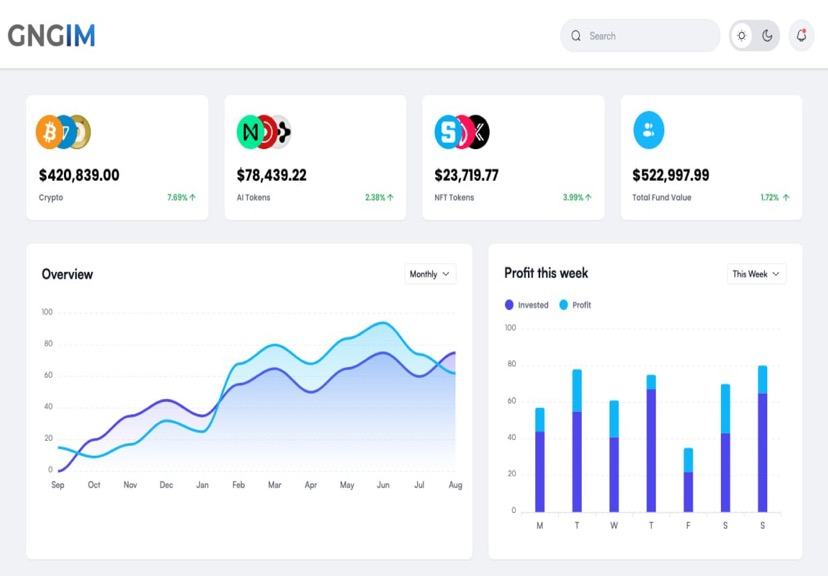 GNGIM
Search
$420,839.00
Crypto 7.69%
$78,439.22
AI Tokens 2.38%
$23,719.77
NFT Tokens 3.99%
$522,997.99
Total Fund Value 1.72%
Overview
Monthly
100
80
60
40
20
0
Sep Oct Nov Dec Jan Feb Mar Apr May Jun Jul Aug
Profit this week
This Week
Invested Profit
100
80
60
40
20
0
M T W T F S S